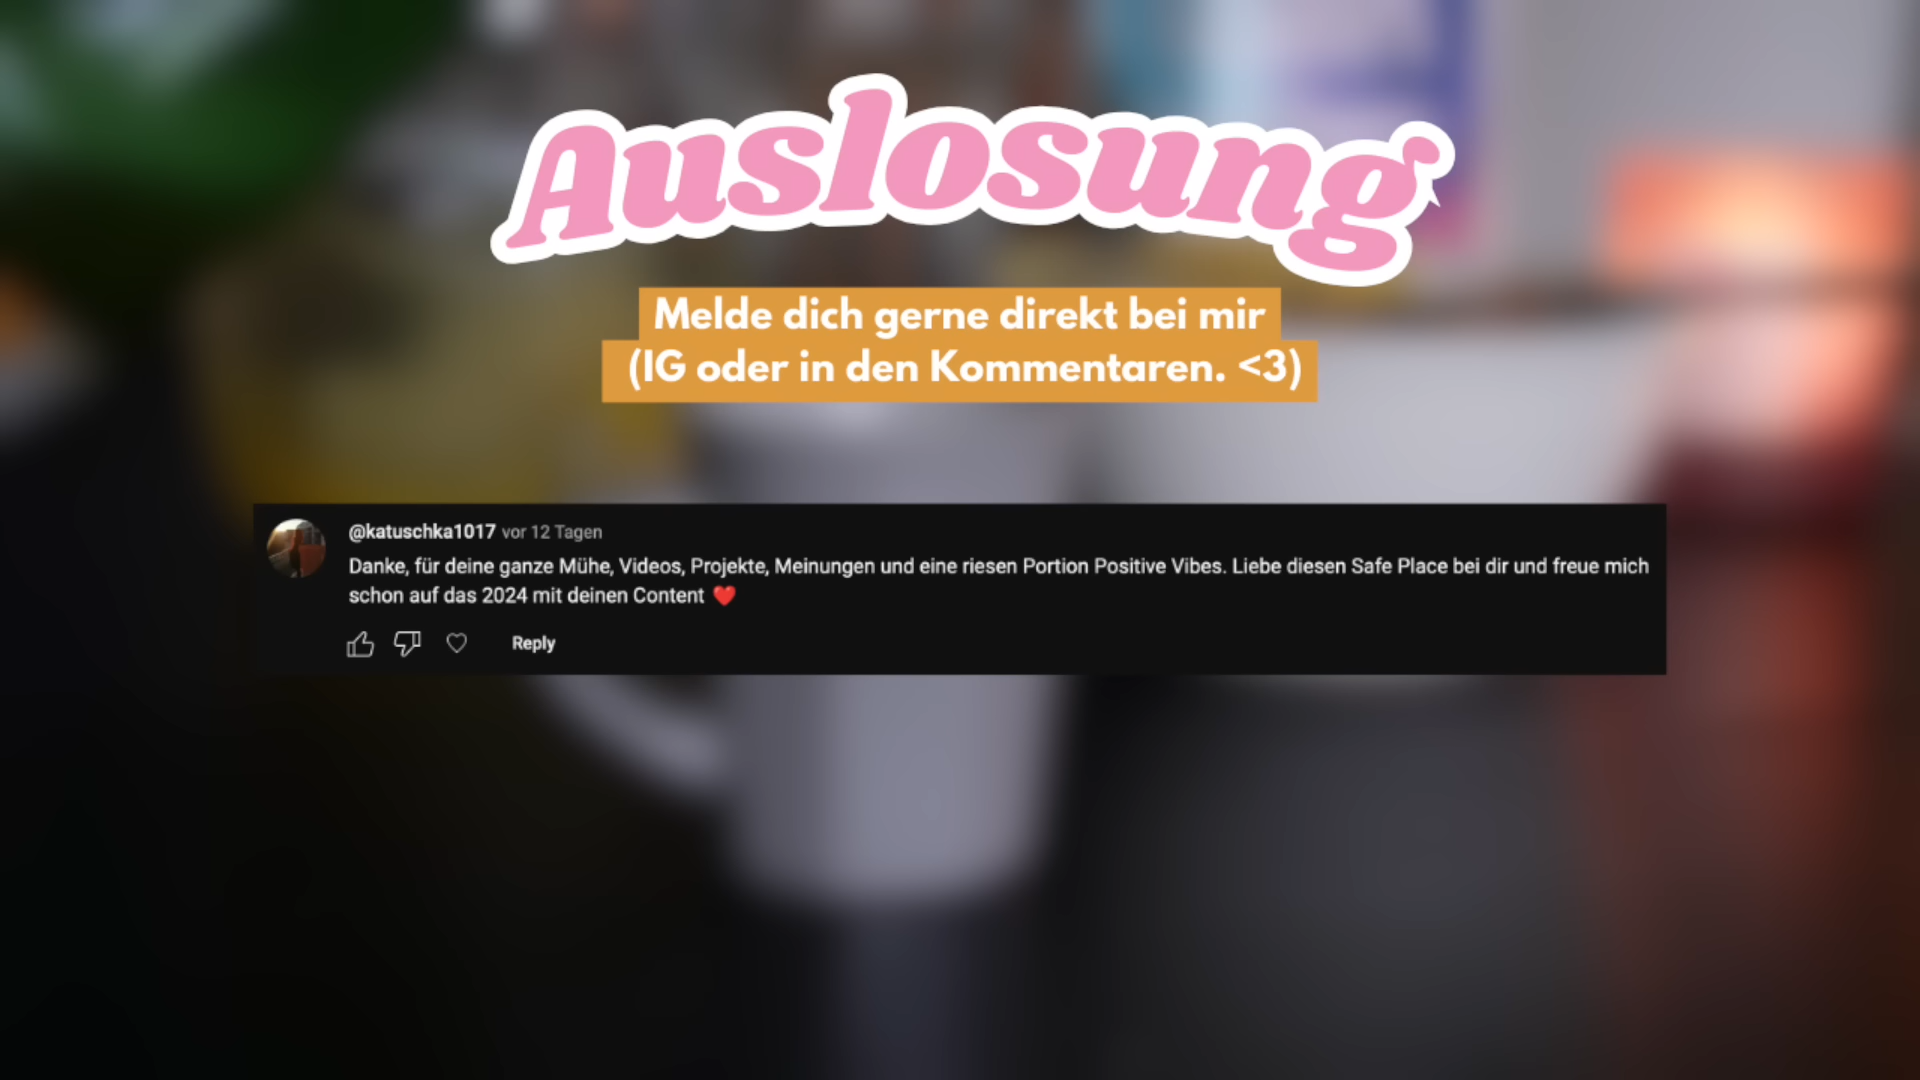 Auslosung
Melde dich gerne direkt bei mir
(IG oder in den Kommentaren. <3)
@katuschka1017 vor 12 Tagen
Danke, für deine ganze Mühe, Videos, Projekte, Meinungen und eine riesen Portion Positive Vibes. Liebe diesen Safe Place bei dir und freue mich
schon auf das 2024 mit deinen Content ❤️
Reply